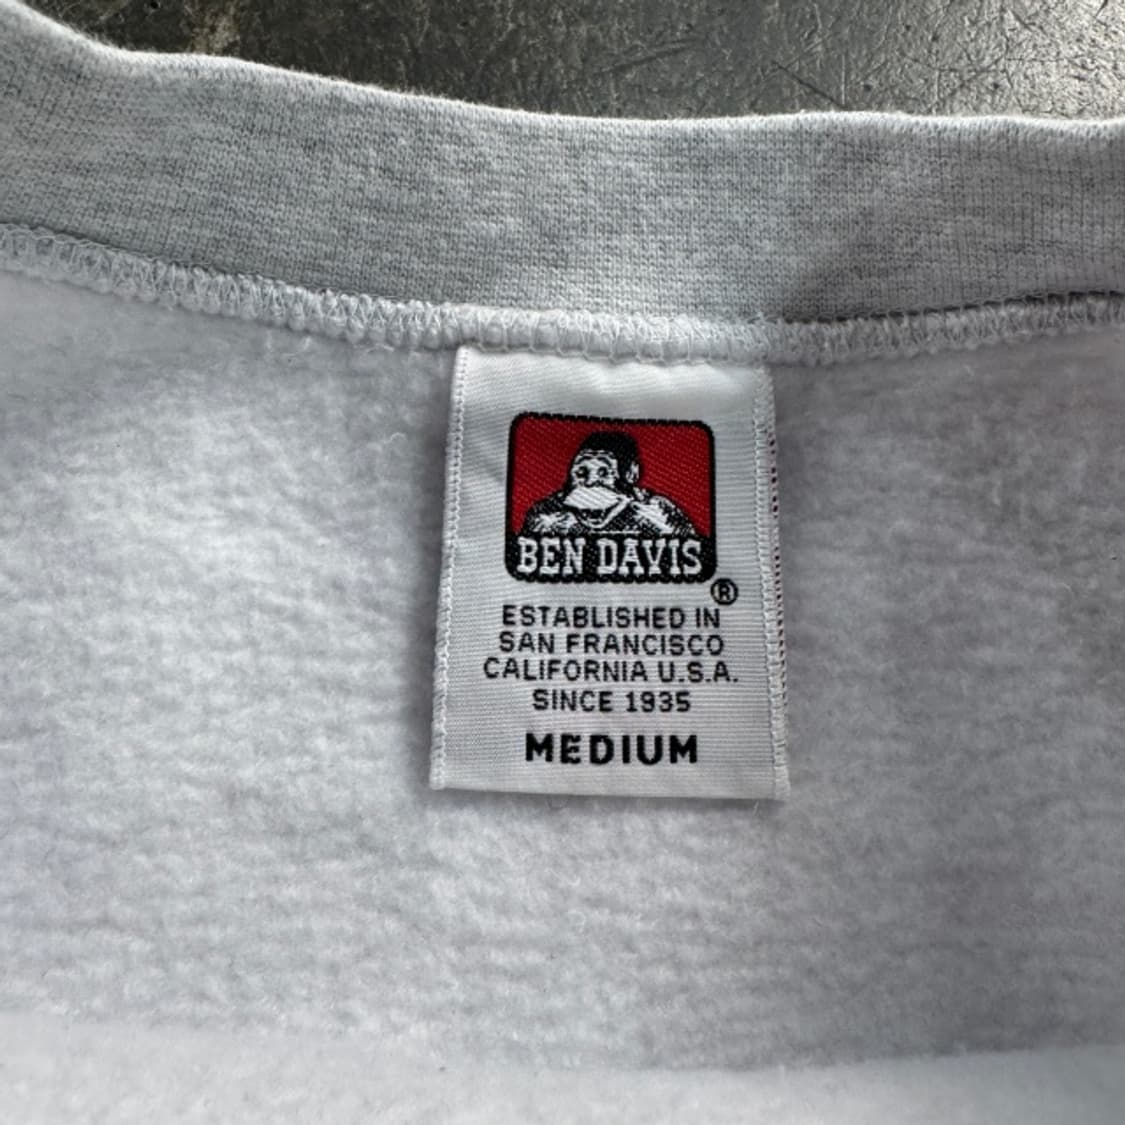 BEN DAVIS
®
ESTABLISHED IN
SAN FRANCISCO
CALIFORNIA U.S.A.
SINCE 1935
MEDIUM